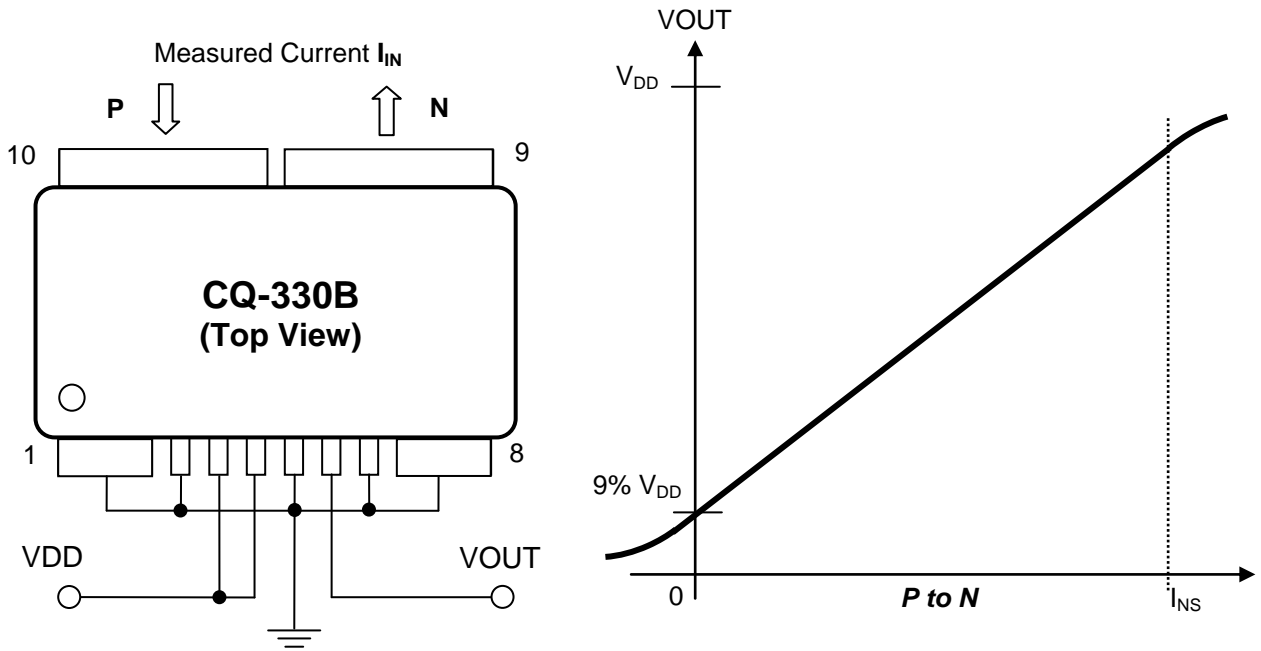 Measured Current IIN
P
N
10
9
CQ-330B
(Top View)
1
8
VDD
VOUT
VOUT
VDD
9% VDD
0
P to N
INS